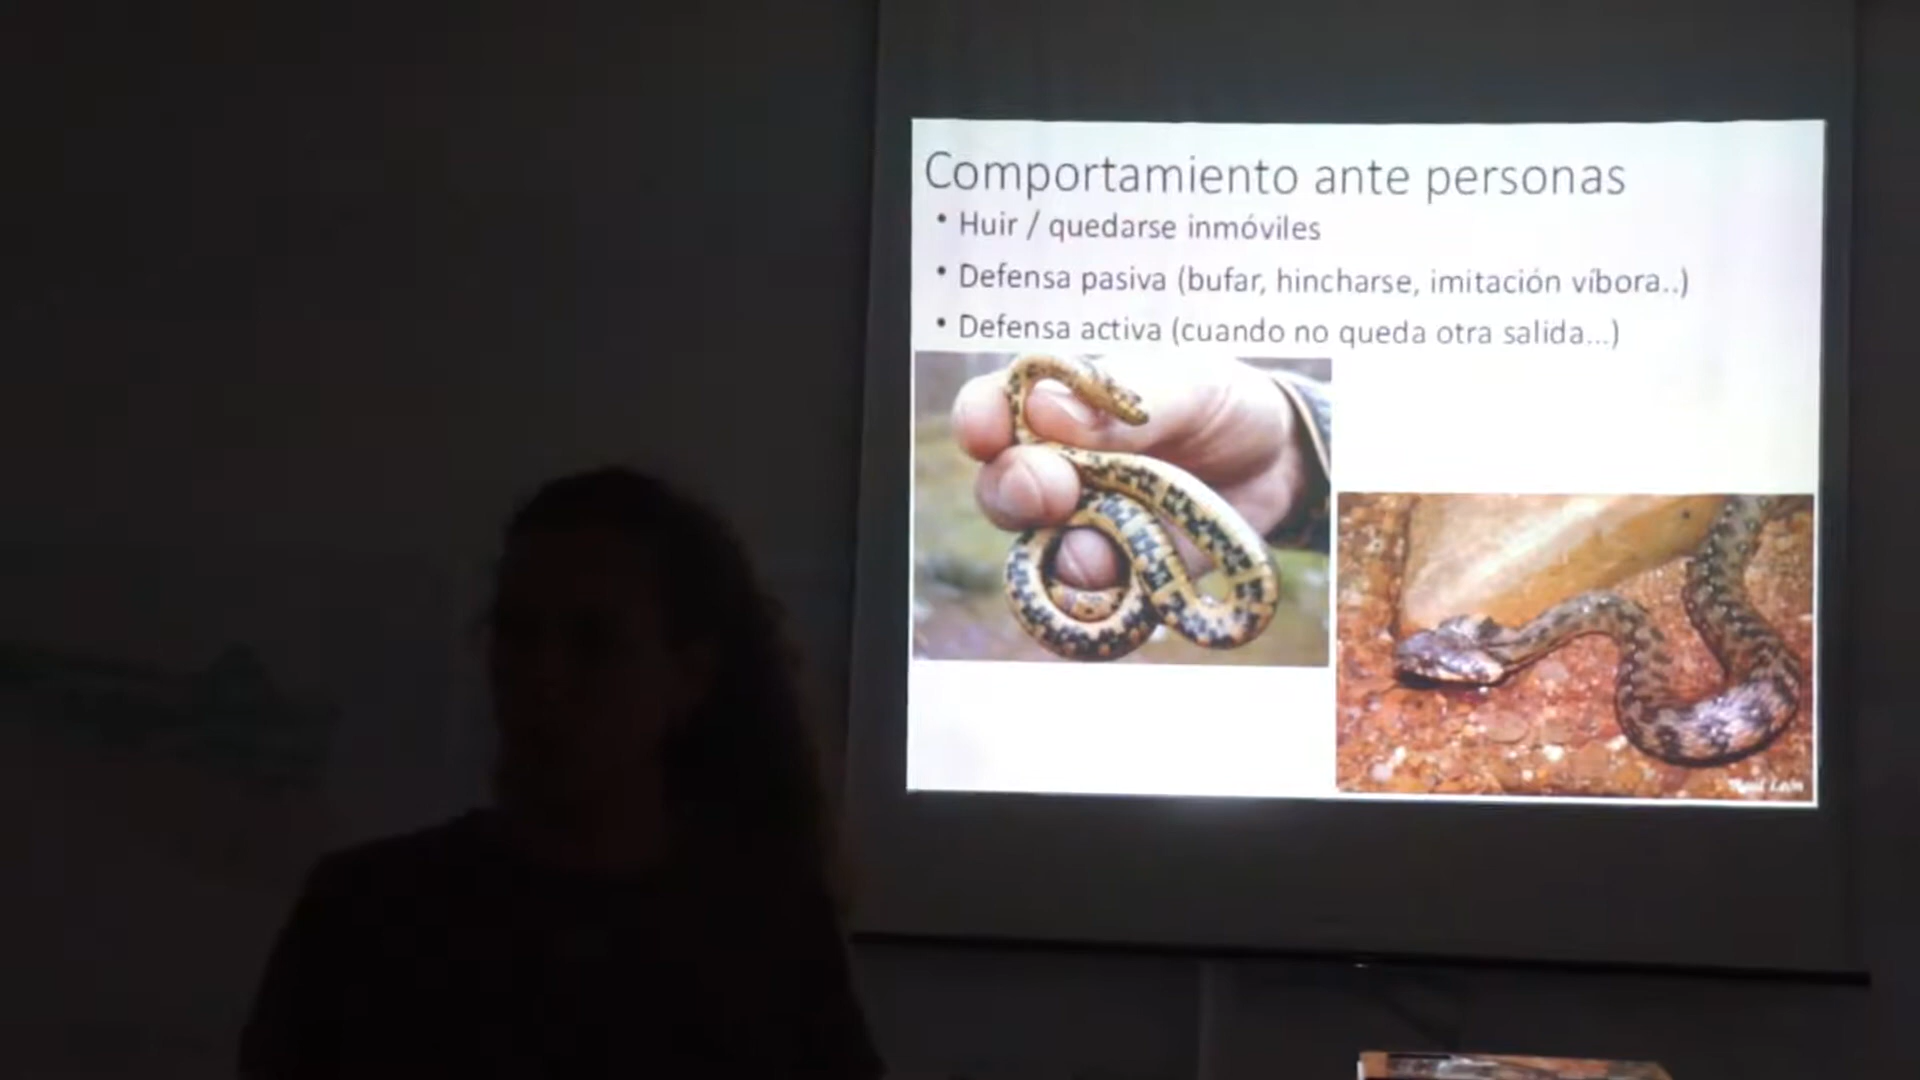 Comportamiento ante personas
• Huir / quedarse inmóviles
• Defensa pasiva (bufar, hincharse, imitación víbora..)
• Defensa activa (cuando no queda otra salida...)